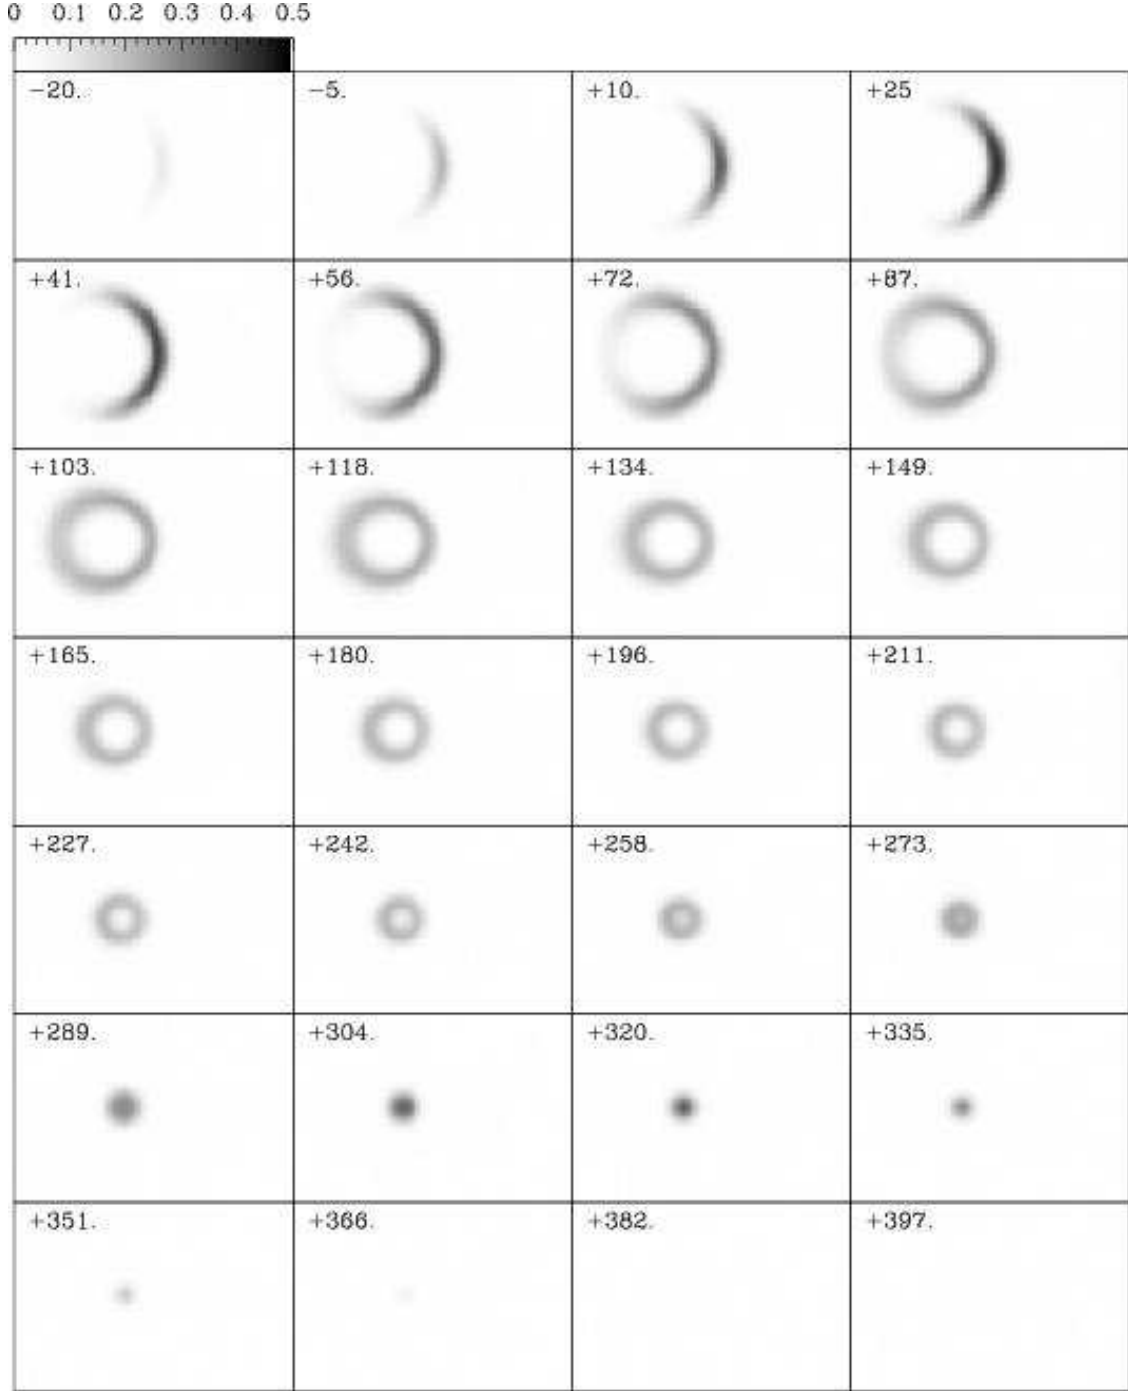 0 0.1 0.2 0.3 0.4 0.5
−20. −5. +10. +25
+41. +56. +72. +87.
+103. +118. +134. +149.
+165. +180. +196. +211.
+227. +242. +258. +273.
+289. +304. +320. +335.
+351. +366. +382. +397.